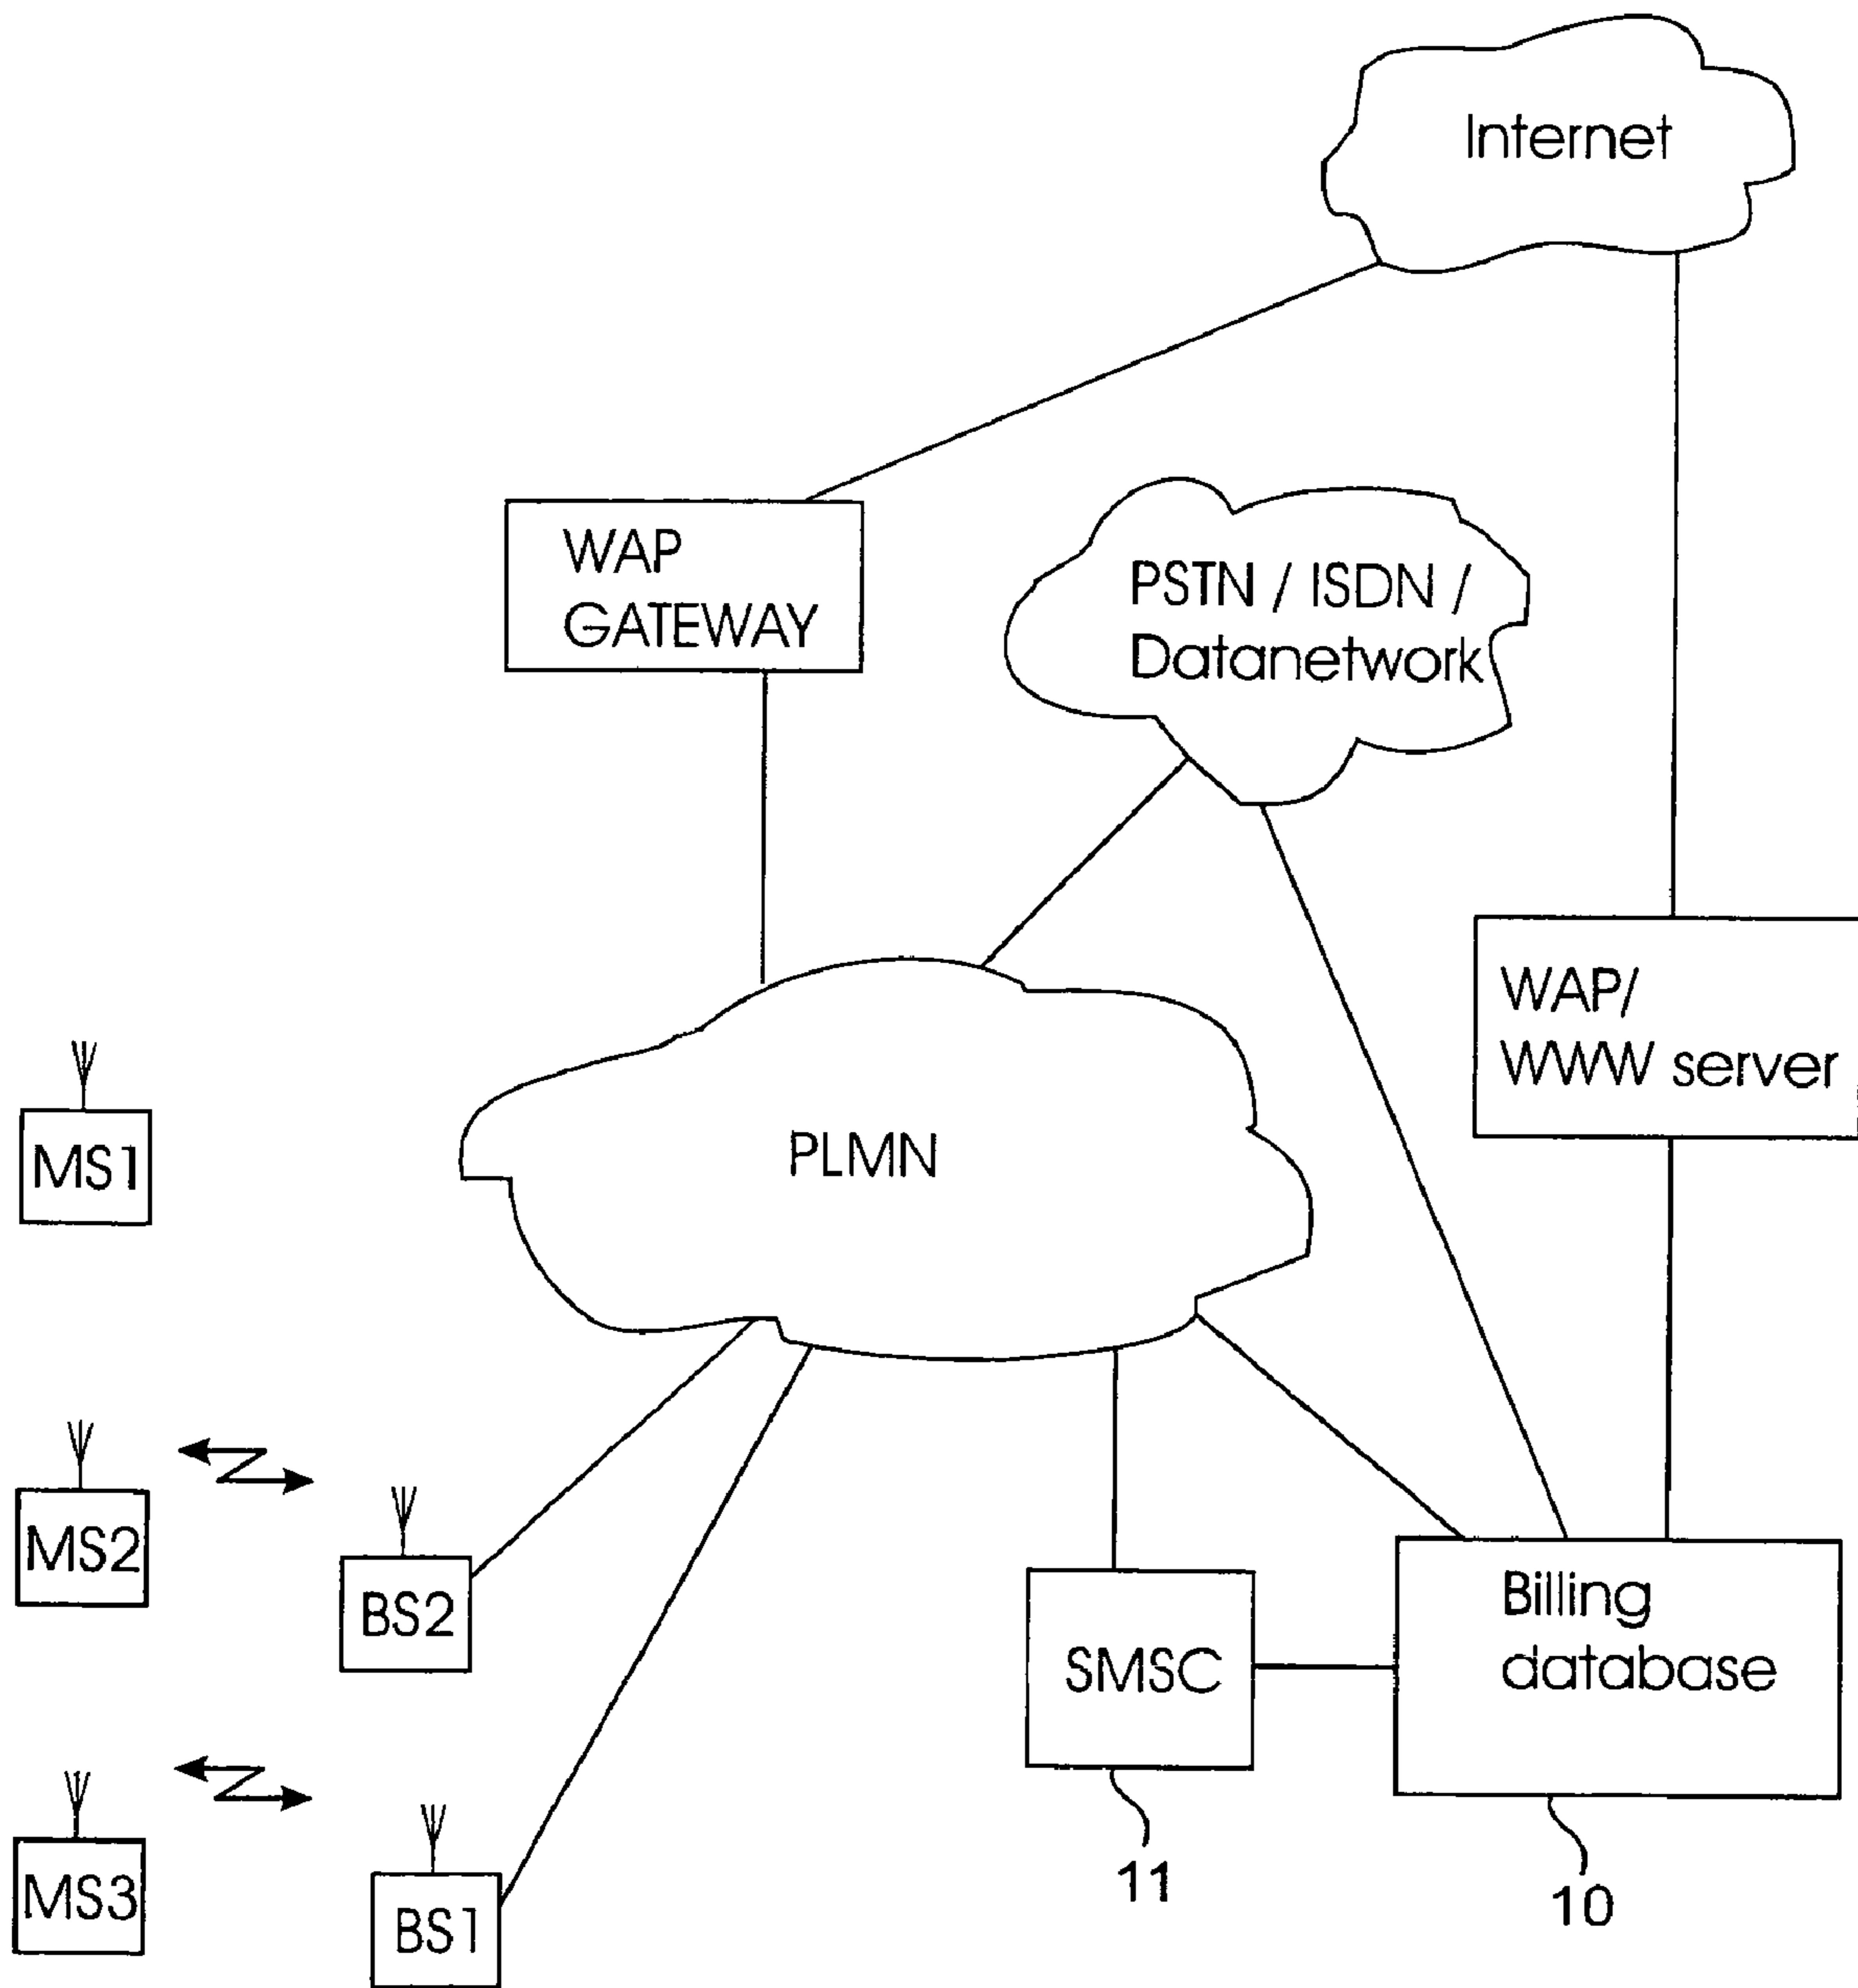 Internet
WAP
GATEWAY
PSTN / ISDN /
Datanetwork
WAP/
WWW server
PLMN
MS1
MS2
BS2
SMSC
Billing
database
MS3
BS1
11
10